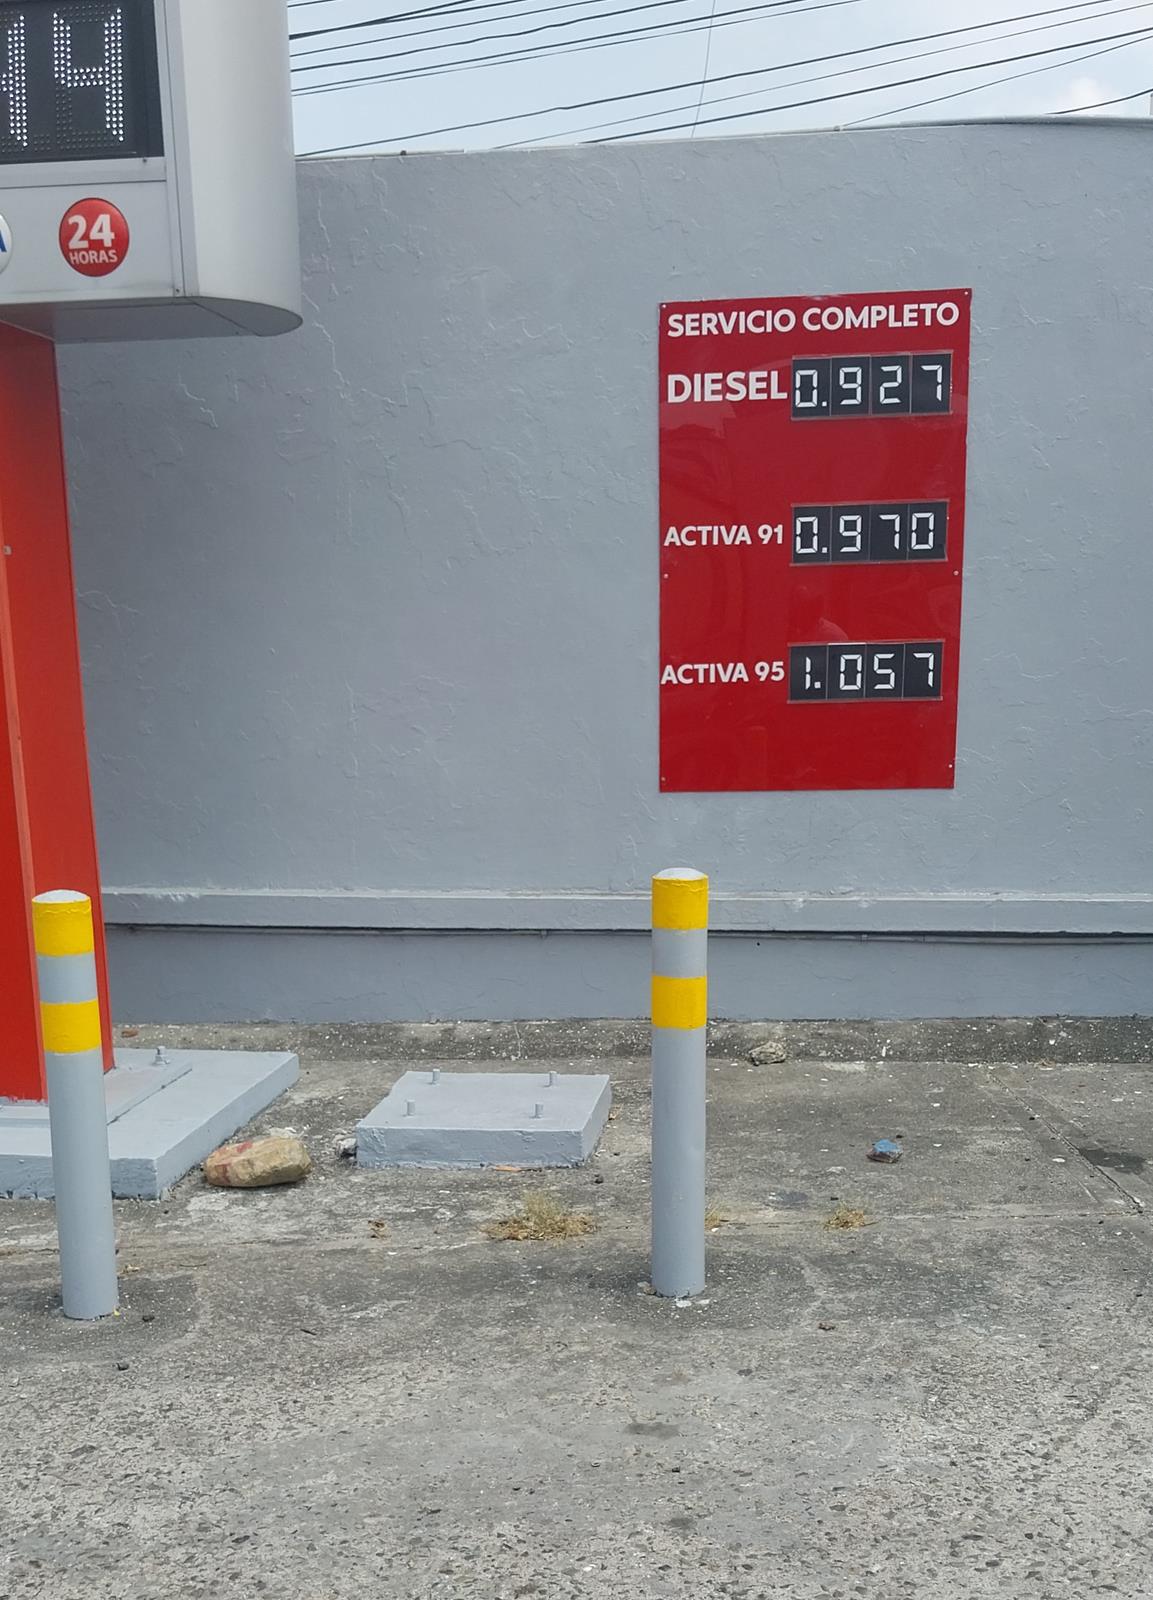 24
HORAS
SERVICIO COMPLETO
DIESEL 0.927
ACTIVA 91 0.970
ACTIVA 95 1.057